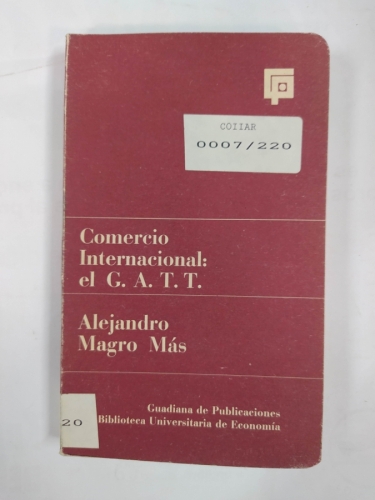 COIIAR
0007/220
Comercio
Internacional:
el G. A. T. T.
Alejandro
Magro Más
Guadiana de Publicaciones
Biblioteca Universitaria de Economía
20